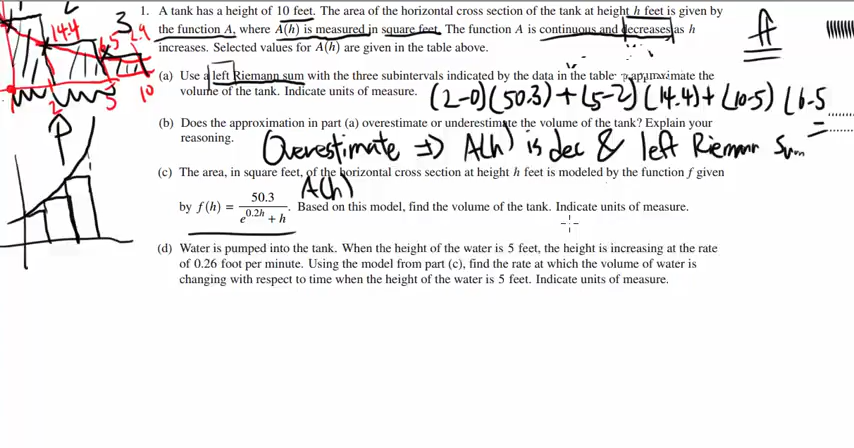 1. A tank has a height of 10 feet. The area of the horizontal cross section of the tank at height h feet is given by
the function A, where A(h) is measured in square feet. The function A is continuous and decreases as h
increases. Selected values for A(h) are given in the table above.
3
14.4
6.5
2.9
2
5
10
A
(a) Use a left Riemann sum with the three subintervals indicated by the data in the table to approximate the
volume of the tank. Indicate units of measure.
(2-0)(50.3) + (5-2)(14.4) + (10-5)(6.5
=
(b) Does the approximation in part (a) overestimate or underestimate the volume of the tank? Explain your
reasoning.
Overestimate => A(h) is dec & left Riemann Sum
(c) The area, in square feet, of the horizontal cross section at height h feet is modeled by the function f given
A(h)
by f(h) = 50.3 / (e^{0.2h} + h). Based on this model, find the volume of the tank. Indicate units of measure.
(d) Water is pumped into the tank. When the height of the water is 5 feet, the height is increasing at the rate
of 0.26 foot per minute. Using the model from part (c), find the rate at which the volume of water is
changing with respect to time when the height of the water is 5 feet. Indicate units of measure.